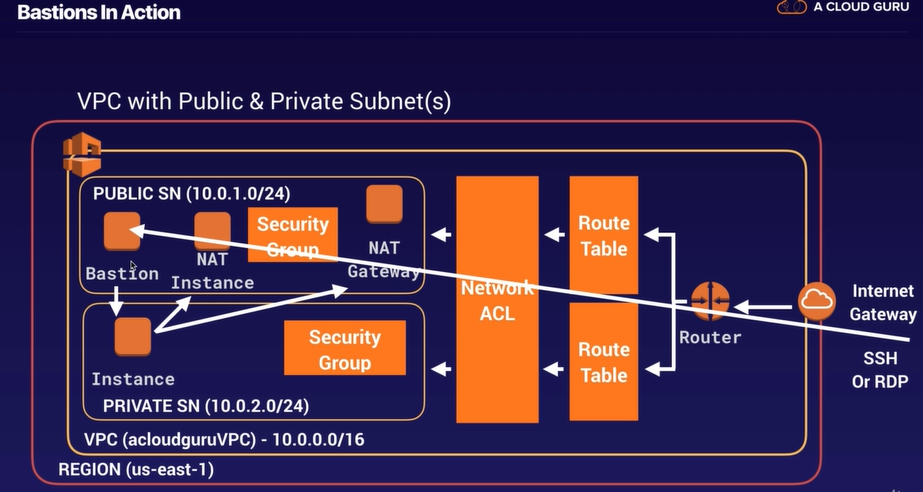 Bastions In Action
A CLOUD GURU
VPC with Public & Private Subnet(s)
PUBLIC SN (10.0.1.0/24)
Bastion
NAT
Instance
Security
Group
NAT
Gateway
Instance
Security
Group
PRIVATE SN (10.0.2.0/24)
Network
ACL
Route
Table
Route
Table
Router
Internet
Gateway
SSH
Or RDP
VPC (acloudguruVPC) - 10.0.0.0/16
REGION (us-east-1)